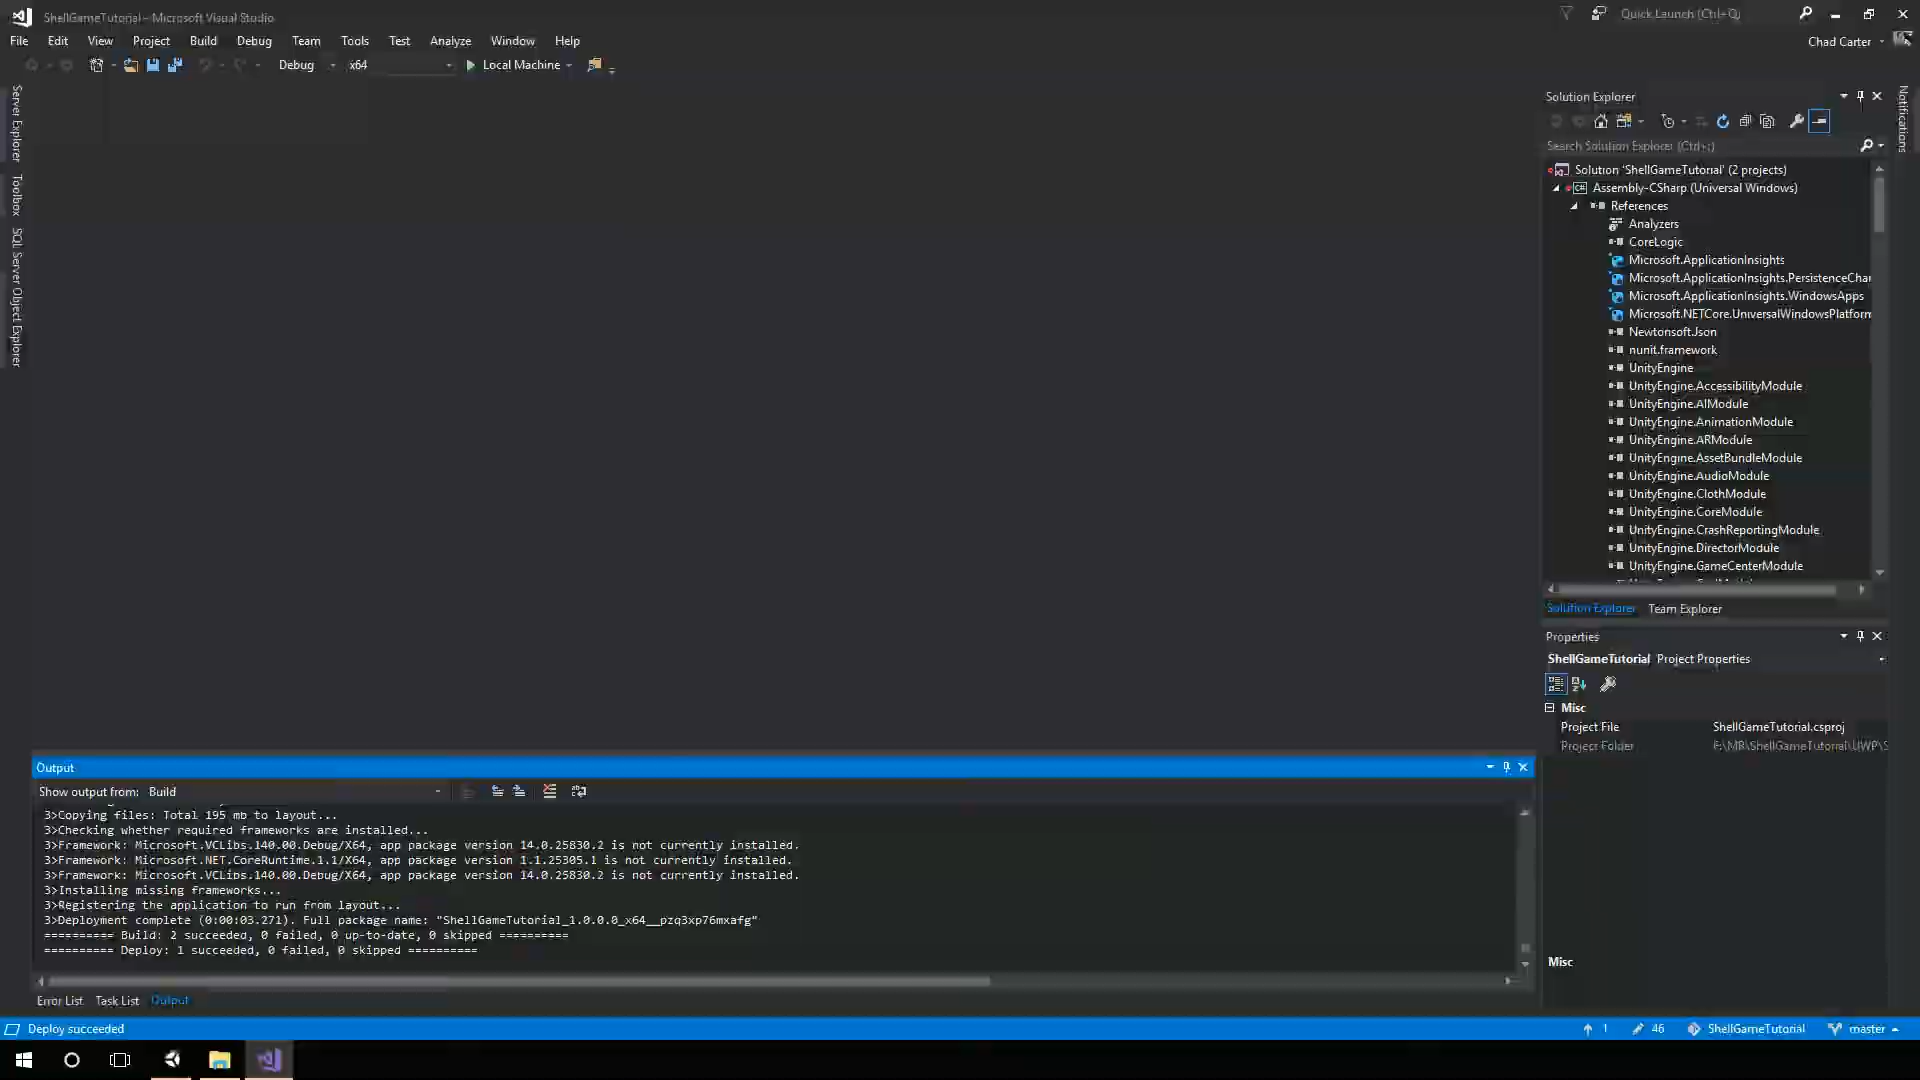 ShellGameTutorial - Microsoft Visual Studio
Quick Launch (Ctrl+Q)
File Edit View Project Build Debug Team Tools Test Analyze Window Help
Chad Carter
Debug x64 Local Machine
Server Explorer
Toolbox
SQL Server Object Explorer
Notifications
Solution Explorer
Search Solution Explorer (Ctrl+;)
Solution 'ShellGameTutorial' (2 projects)
Assembly-CSharp (Universal Windows)
References
Analyzers
CoreLogic
Microsoft.ApplicationInsights
Microsoft.ApplicationInsights.PersistenceChar
Microsoft.ApplicationInsights.WindowsApps
Microsoft.NETCore.UniversalWindowsPlatform
Newtonsoft.Json
nunit.framework
UnityEngine
UnityEngine.AccessibilityModule
UnityEngine.AIModule
UnityEngine.AnimationModule
UnityEngine.ARModule
UnityEngine.AssetBundleModule
UnityEngine.AudioModule
UnityEngine.ClothModule
UnityEngine.CoreModule
UnityEngine.CrashReportingModule
UnityEngine.DirectorModule
UnityEngine.GameCenterModule
Solution Explorer Team Explorer
Properties
ShellGameTutorial Project Properties
Misc
Project File ShellGameTutorial.csproj
Project Folder F:\MR\ShellGameTutorial\UWP\S
Misc
Output
Show output from: Build
3>Copying files: Total 195 mb to layout...
3>Checking whether required frameworks are installed...
3>Framework: Microsoft.VCLibs.140.00.Debug/X64, app package version 14.0.25830.2 is not currently installed.
3>Framework: Microsoft.NET.CoreRuntime.1.1/X64, app package version 1.1.25305.1 is not currently installed.
3>Framework: Microsoft.VCLibs.140.00.Debug/X64, app package version 14.0.25830.2 is not currently installed.
3>Installing missing frameworks...
3>Registering the application to run from layout...
3>Deployment complete (0:00:03.271). Full package name: "ShellGameTutorial_1.0.0.0_x64__pzq3xp76mxafg"
========== Build: 2 succeeded, 0 failed, 0 up-to-date, 0 skipped ==========
========== Deploy: 1 succeeded, 0 failed, 0 skipped ==========
Error List Task List Output
Deploy succeeded
1 46 ShellGameTutorial master